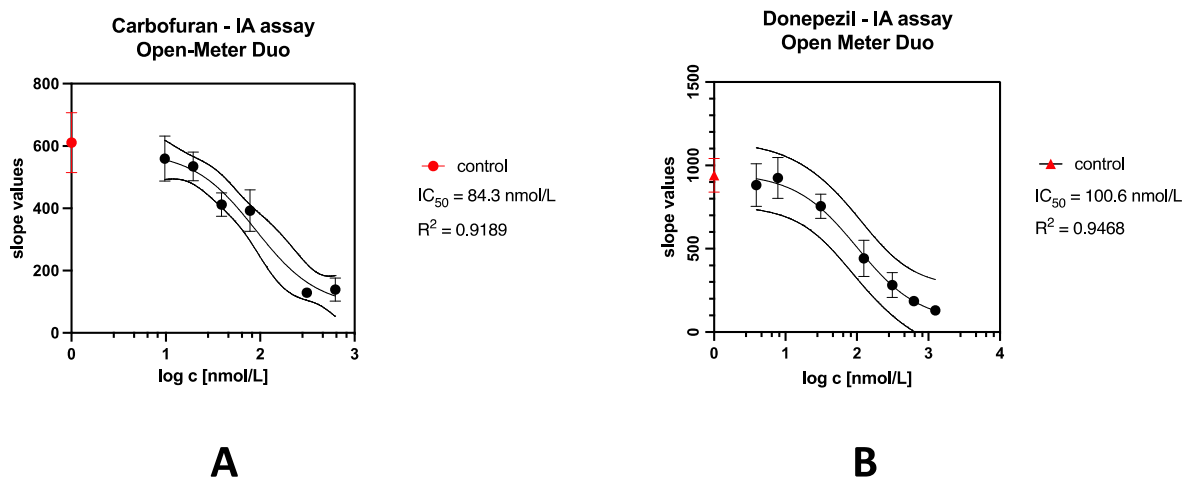 Carbofuran - IA assay
Open-Meter Duo
800
600
400
200
0
slope values
0
1
2
3
log c [nmol/L]
control
IC50 = 84.3 nmol/L
R2 = 0.9189
A
Donepezil - IA assay
Open Meter Duo
1500
1000
500
0
slope values
0
1
2
3
4
log c [nmol/L]
control
IC50 = 100.6 nmol/L
R2 = 0.9468
B